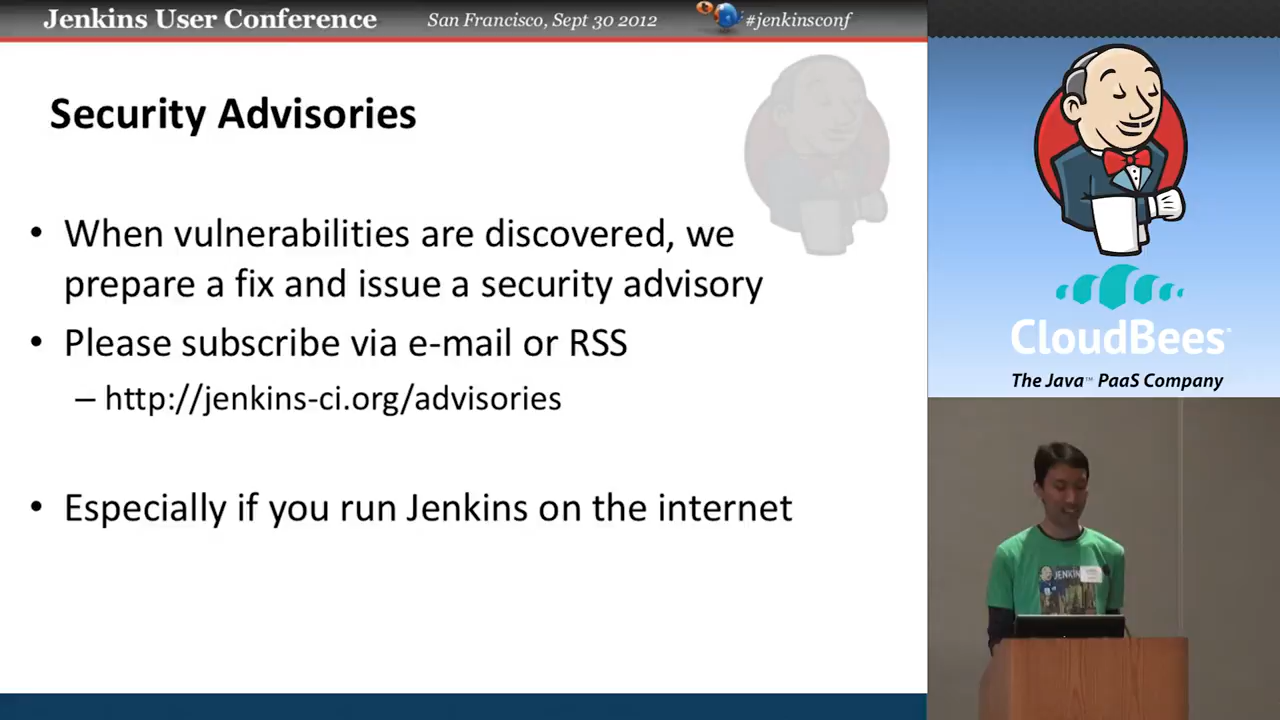 Jenkins User Conference San Francisco, Sept 30 2012 #jenkinsconf
Security Advisories
• When vulnerabilities are discovered, we
prepare a fix and issue a security advisory
• Please subscribe via e-mail or RSS
– http://jenkins-ci.org/advisories
• Especially if you run Jenkins on the internet
CloudBees
The Java™ PaaS Company
JENKINS